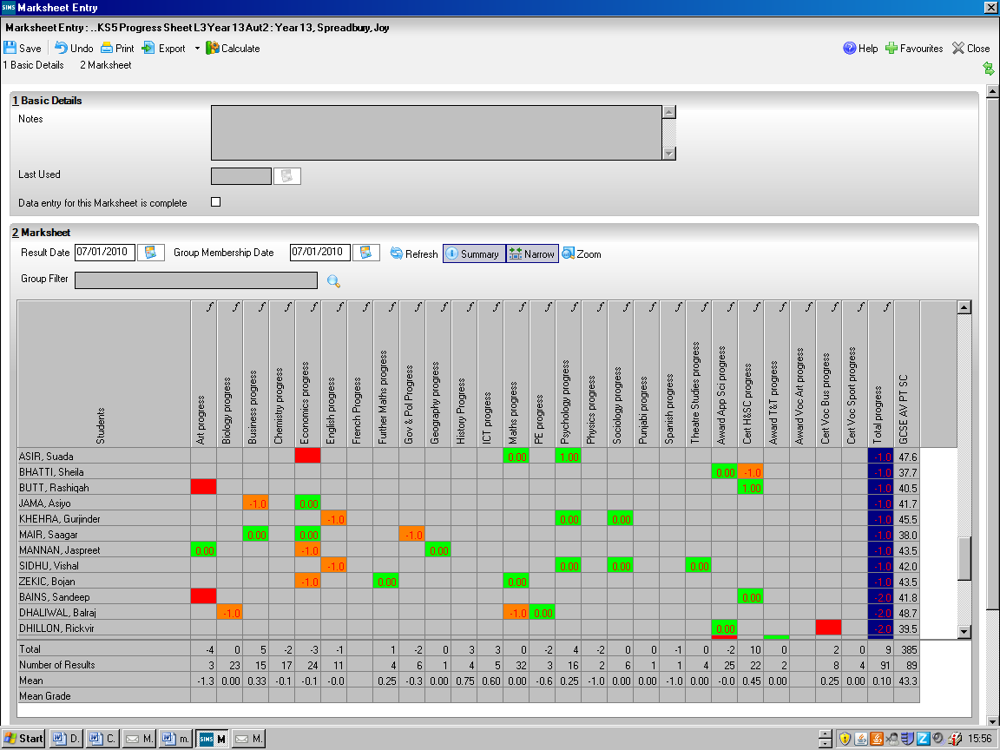 SIMS Marksheet Entry
Marksheet Entry : ..KS5 Progress Sheet L3 Year 13 Aut2 : Year 13, Spreadbury, Joy
Save Undo Print Export Calculate Help Favourites Close
1 Basic Details 2 Marksheet
1 Basic Details
Notes
Last Used
Data entry for this Marksheet is complete
2 Marksheet
Result Date 07/01/2010 Group Membership Date 07/01/2010 Refresh Summary Narrow Zoom
Group Filter
f f f f f f f f f f f f f f f f f f f f f f f f f f f
Students Art progress Biology progress Business progress Chemistry progress Economics progress English progress French Progress Further Maths progress Gov & Pol Progress Geography progress History Progress ICT progress Maths progress PE progress Psychology progress Physics progress Sociology progress Punjabi progress Spanish progress Theatre Studies progress Award App Sci progress Cert H&SC progress Award T&T progress Award Voc Art progress Cert Voc Bus progress Cert Voc Sport progress Total progress GCSE AV PT SC
ASIR, Suada 0.00 1.00 -1.0 47.6
BHATTI, Sheila 0.00 -1.0 -1.0 37.7
BUTT, Rashiqah 1.00 -1.0 40.5
JAMA, Asiyo -1.0 0.00 -1.0 41.7
KHEHRA, Gurjinder -1.0 0.00 0.00 -1.0 45.5
MAIR, Saagar 0.00 0.00 -1.0 -1.0 38.0
MANNAN, Jaspreet 0.00 -1.0 0.00 -1.0 43.5
SIDHU, Vishal -1.0 0.00 0.00 0.00 -1.0 42.0
ZEKIC, Bojan -1.0 0.00 0.00 -1.0 43.5
BAINS, Sandeep 0.00 -2.0 41.8
DHALIWAL, Balraj -1.0 -1.0 0.00 -2.0 48.7
DHILLON, Rickvir 0.00 -2.0 39.5
Total -4 0 5 -2 -3 -1 1 -2 0 3 3 0 -2 4 -2 0 0 -1 0 -2 10 0 2 0 9 385
Number of Results 3 23 15 17 24 11 4 6 1 4 5 32 3 16 2 6 1 1 4 25 22 2 8 4 91 89
Mean -1.3 0.00 0.33 -0.1 -0.1 -0.0 0.25 -0.3 0.00 0.75 0.60 0.00 -0.6 0.25 -1.0 0.00 0.00 -1.0 0.00 -0.0 0.45 0.00 0.25 0.00 0.10 43.3
Mean Grade
Start D. C. M. m. SIMS M M. 15:56